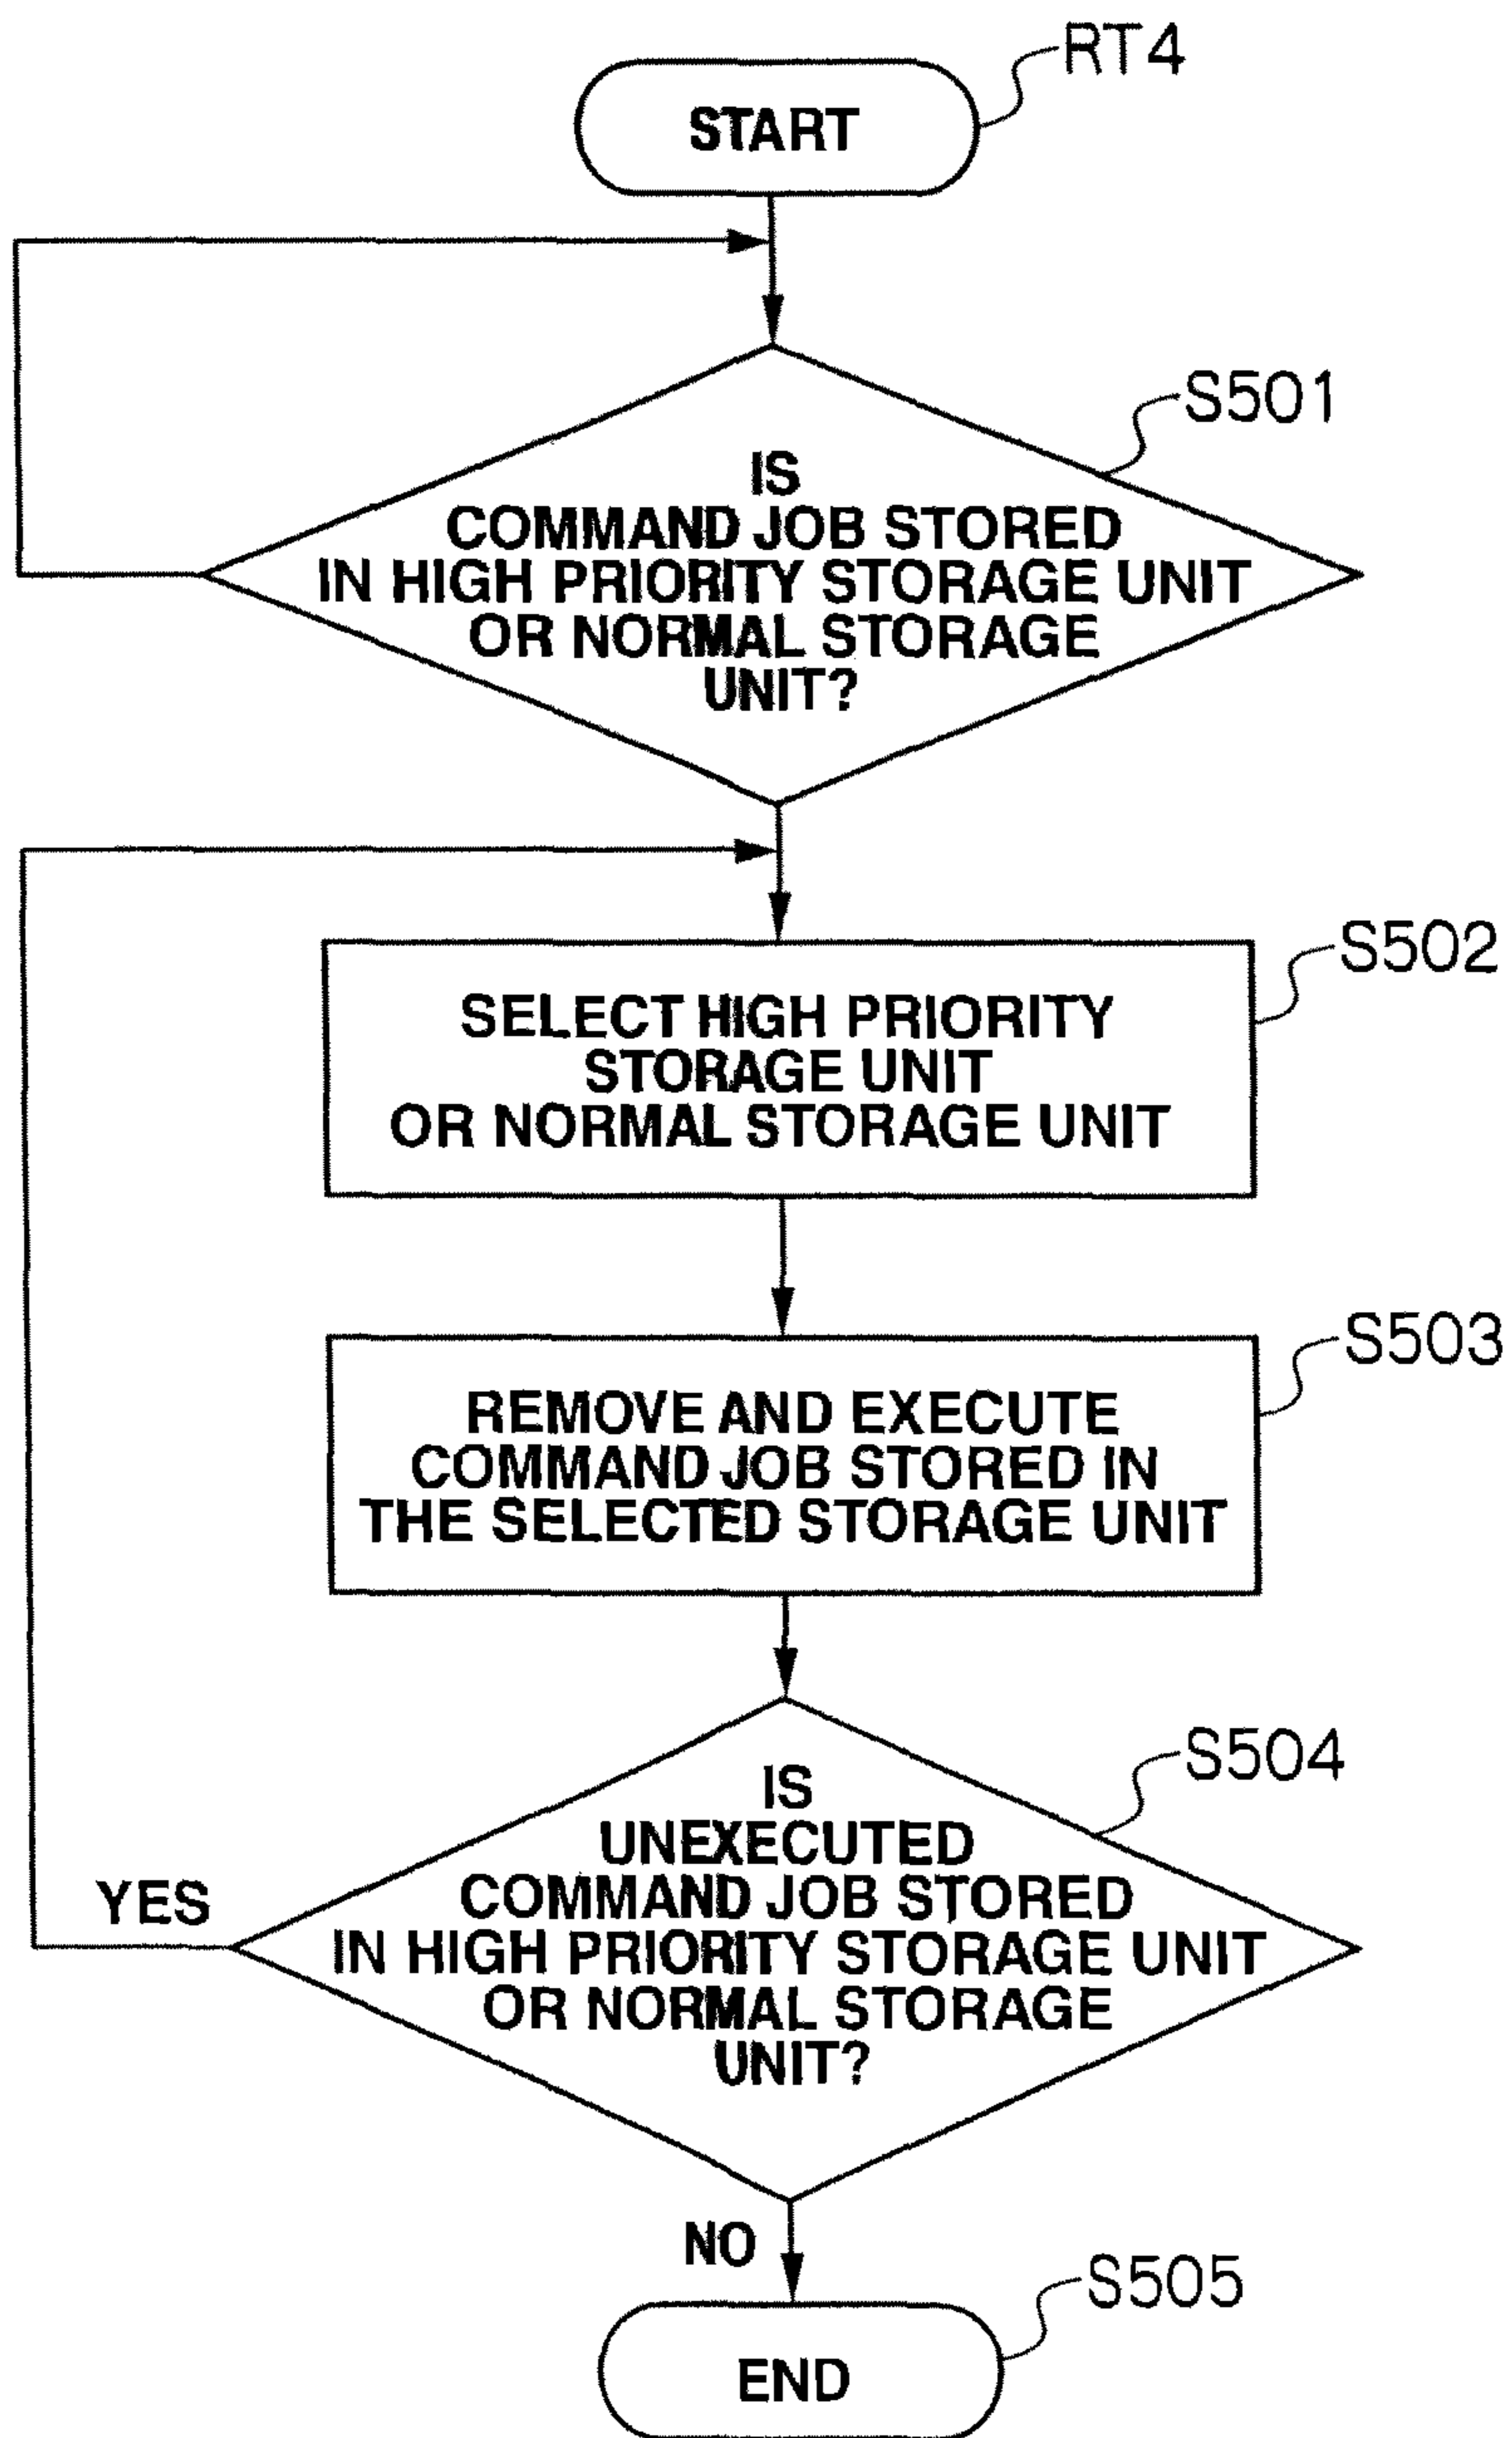 RT4
START
S501
IS
COMMAND JOB STORED
IN HIGH PRIORITY STORAGE UNIT
OR NORMAL STORAGE
UNIT?
S502
SELECT HIGH PRIORITY
STORAGE UNIT
OR NORMAL STORAGE UNIT
S503
REMOVE AND EXECUTE
COMMAND JOB STORED IN
THE SELECTED STORAGE UNIT
S504
IS
UNEXECUTED
COMMAND JOB STORED
IN HIGH PRIORITY STORAGE UNIT
OR NORMAL STORAGE
UNIT?
YES
NO
S505
END